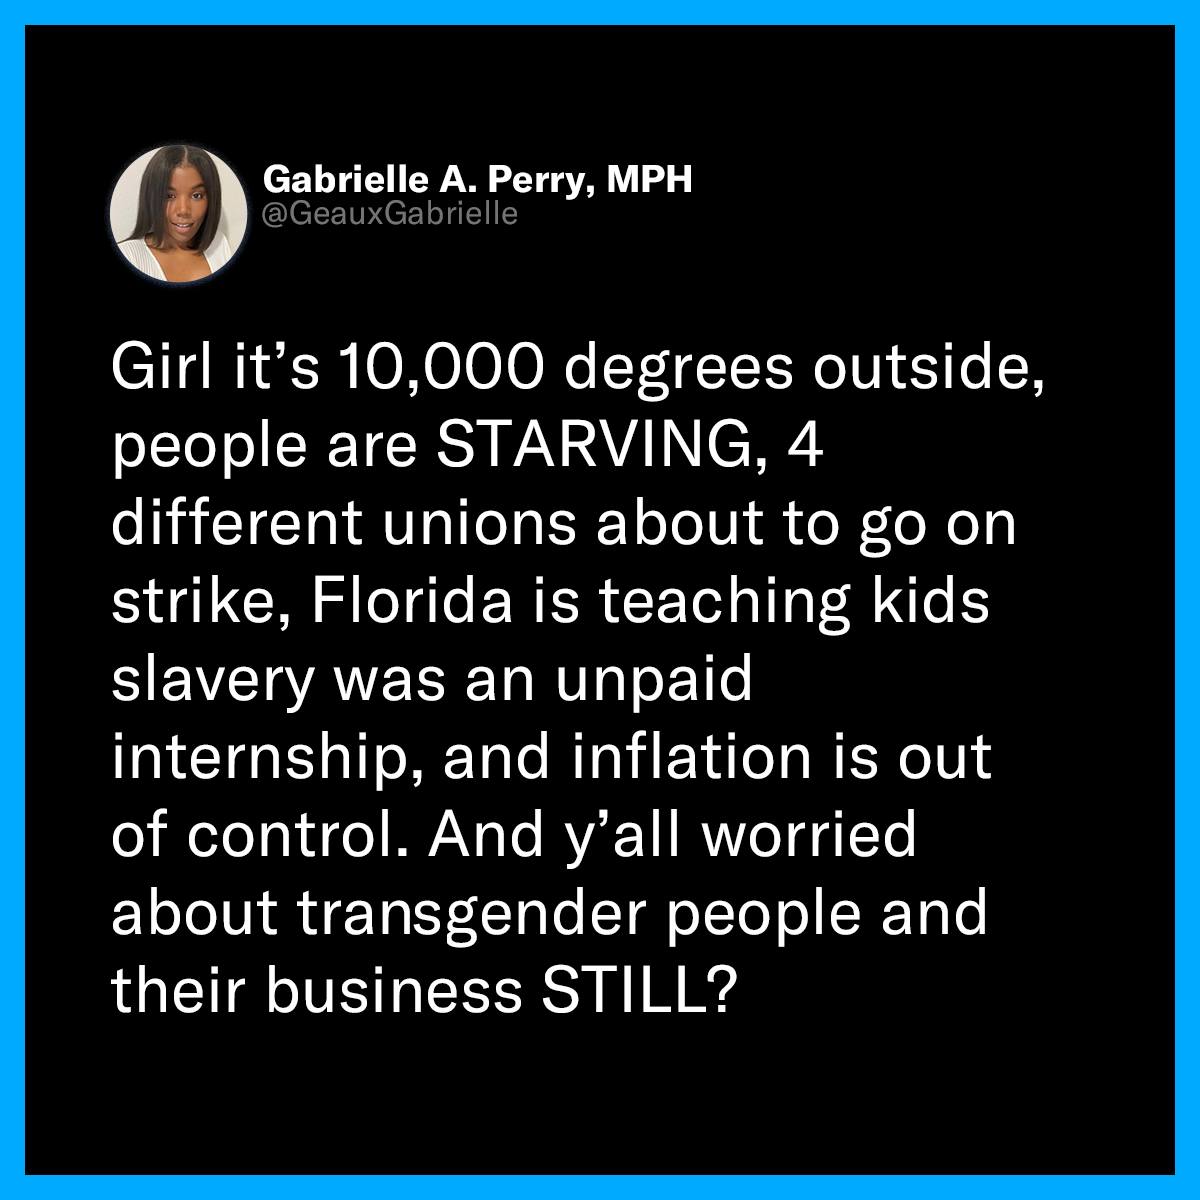 Gabrielle A. Perry, MPH
@GeauxGabrielle
Girl it’s 10,000 degrees outside,
people are STARVING, 4
different unions about to go on
strike, Florida is teaching kids
slavery was an unpaid
internship, and inflation is out
of control. And y’all worried
about transgender people and
their business STILL?